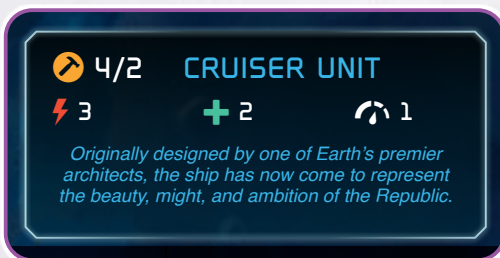 4/2 CRUISER UNIT
3 2 1
Originally designed by one of Earth's premier
architects, the ship has now come to represent
the beauty, might, and ambition of the Republic.